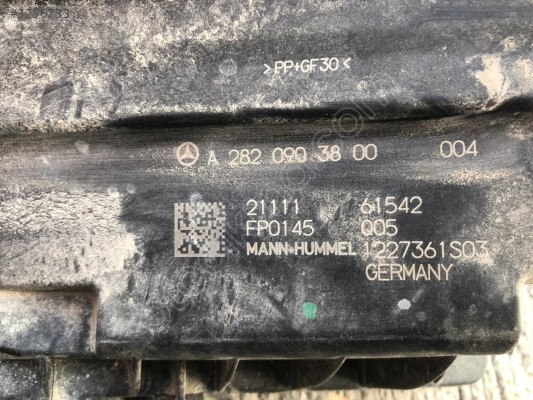 >PP+GF30<
A 282 090 38 00 004
21111 61542
FP0145 Q05
MANN+HUMMEL 1227361S03
GERMANY